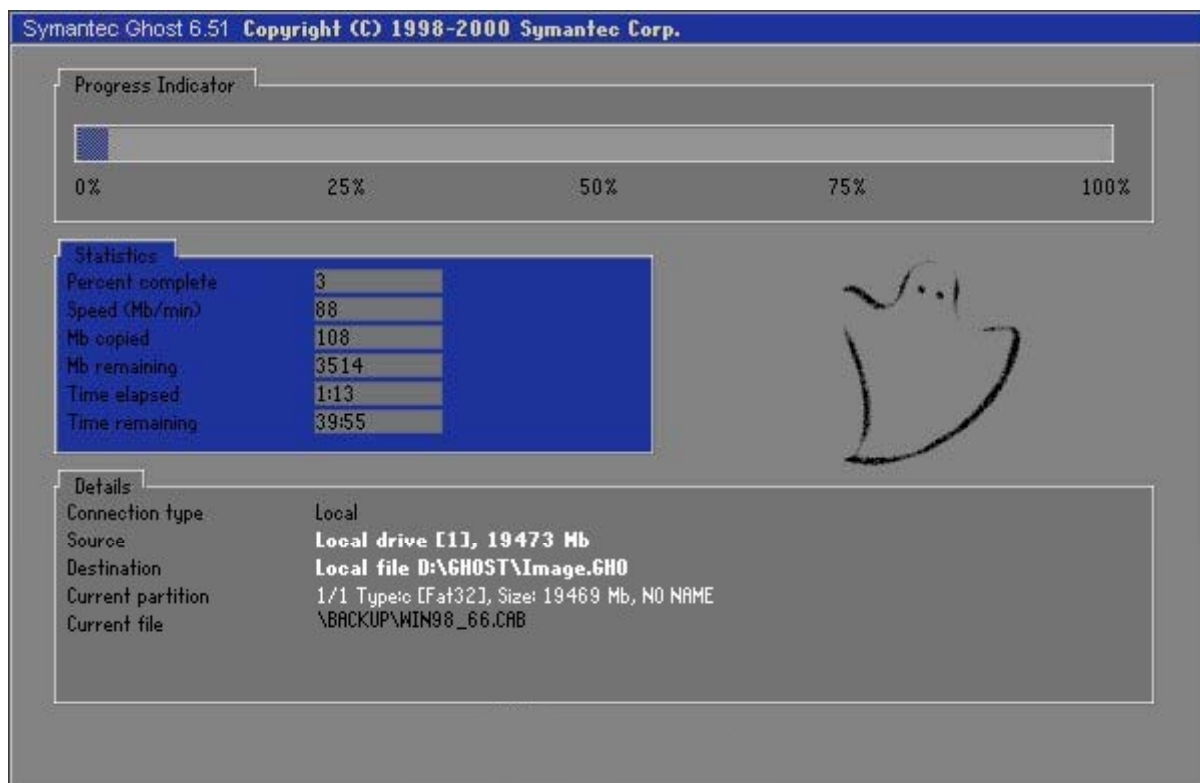 Symantec Ghost 6.51 Copyright (C) 1998-2000 Symantec Corp.
Progress Indicator
0% 25% 50% 75% 100%
Statistics
Percent complete 3
Speed (Mb/min) 88
Mb copied 108
Mb remaining 3514
Time elapsed 1:13
Time remaining 39:55
Details
Connection type Local
Source Local drive [1], 19473 Mb
Destination Local file D:\GHOST\Image.GHO
Current partition 1/1 Type:c [Fat32], Size: 19469 Mb, NO NAME
Current file \BACKUP\WIN98_66.CAB